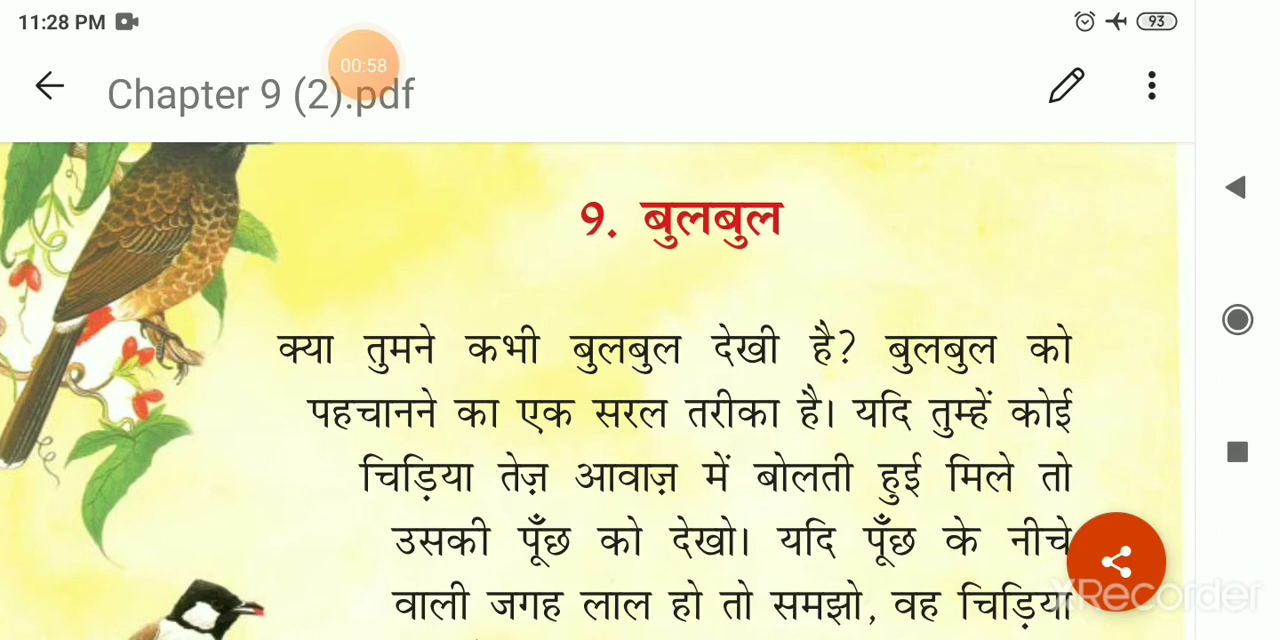 11:28 PM
93
00:58
Chapter 9 (2).pdf
9. बुलबुल
क्या तुमने कभी बुलबुल देखी है? बुलबुल को
पहचानने का एक सरल तरीका है। यदि तुम्हें कोई
चिड़िया तेज़ आवाज़ में बोलती हुई मिले तो
उसकी पूँछ को देखो। यदि पूँछ के नीचे
वाली जगह लाल हो तो समझो, वह चिड़िया
XRecorder